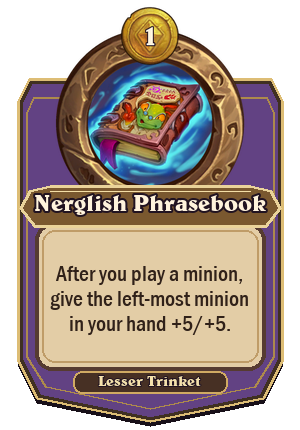 1
Nerglish Phrasebook
After you play a minion,
give the left-most minion
in your hand +5/+5.
Lesser Trinket